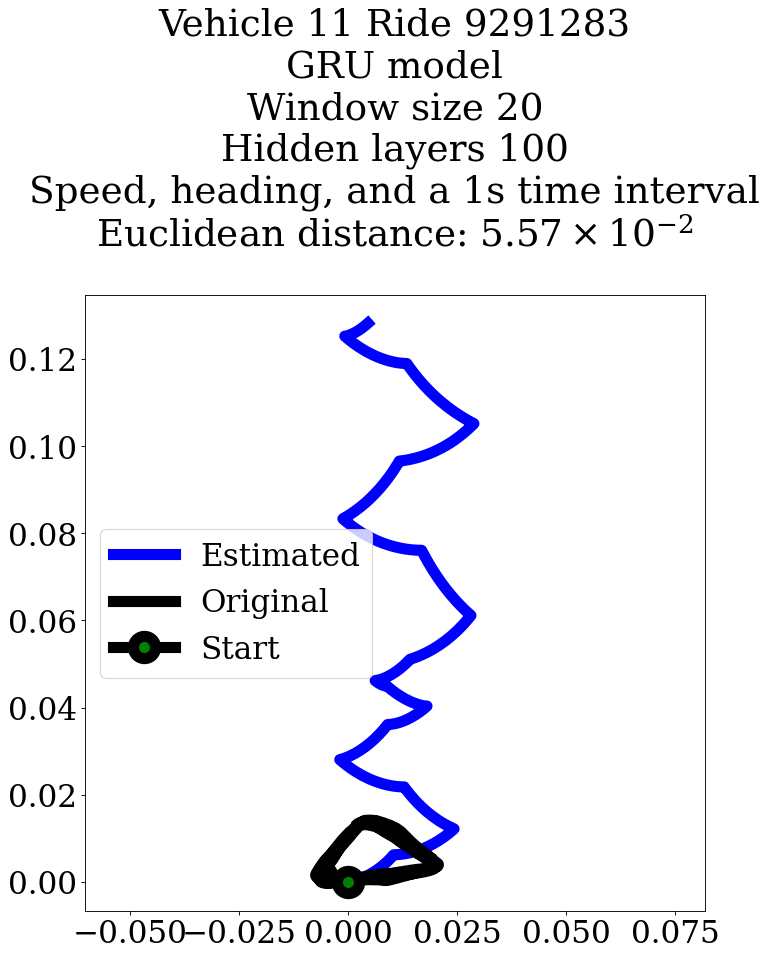 Vehicle 11 Ride 9291283
GRU model
Window size 20
Hidden layers 100
Speed, heading, and a 1s time interval
Euclidean distance: 5.57 × 10⁻²
0.12
0.10
0.08
0.06
0.04
0.02
0.00
Estimated
Original
Start
−0.050 −0.025 0.000 0.025 0.050 0.075